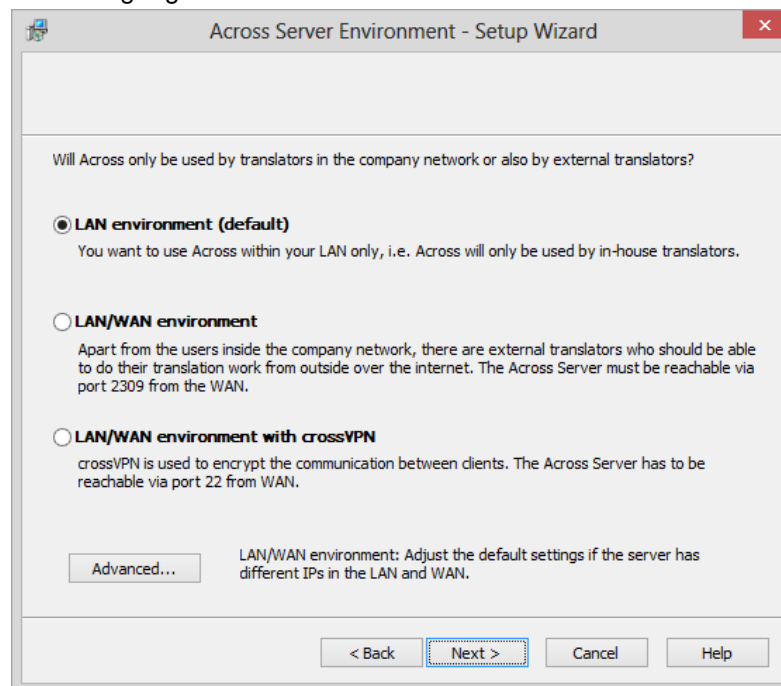 Across Server Environment - Setup Wizard
Will Across only be used by translators in the company network or also by external translators?
LAN environment (default)
You want to use Across within your LAN only, i.e. Across will only be used by in-house translators.
LAN/WAN environment
Apart from the users inside the company network, there are external translators who should be able
to do their translation work from outside over the internet. The Across Server must be reachable via
port 2309 from the WAN.
LAN/WAN environment with crossVPN
crossVPN is used to encrypt the communication between clients. The Across Server has to be
reachable via port 22 from WAN.
Advanced...
LAN/WAN environment: Adjust the default settings if the server has
different IPs in the LAN and WAN.
< Back Next > Cancel Help